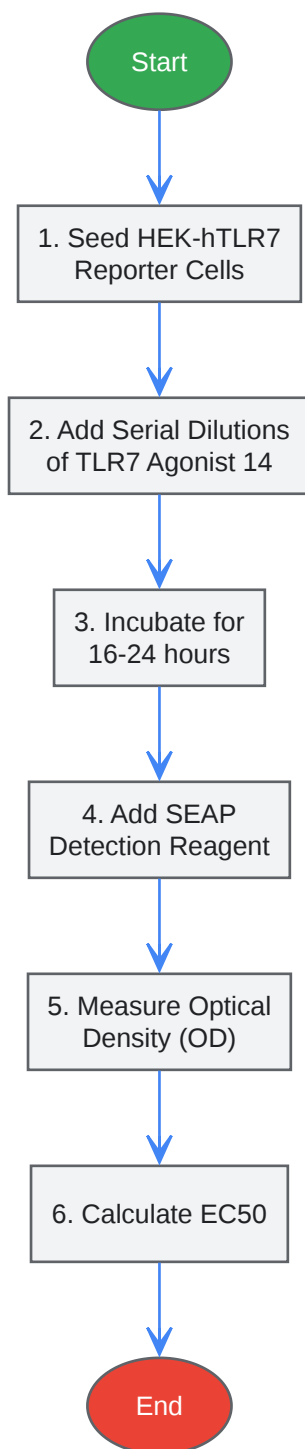 Start
1. Seed HEK-hTLR7
Reporter Cells
2. Add Serial Dilutions
of TLR7 Agonist 14
3. Incubate for
16-24 hours
4. Add SEAP
Detection Reagent
5. Measure Optical
Density (OD)
6. Calculate EC50
End